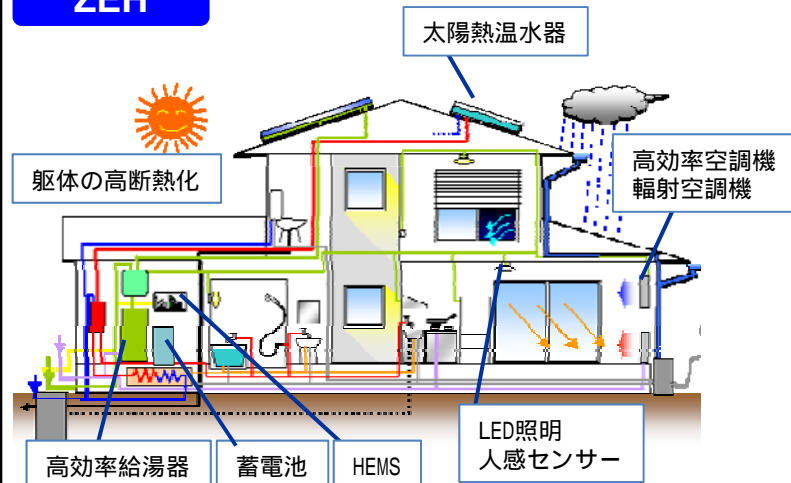 ZEH
太陽熱温水器
躯体の高断熱化
高効率空調機
輻射空調機
LED照明
人感センサー
高効率給湯器
蓄電池
HEMS